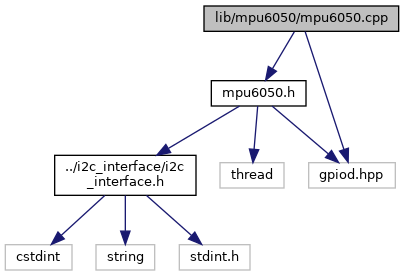 lib/mpu6050/mpu6050.cpp
mpu6050.h
../i2c_interface/i2c
_interface.h
thread
gpiod.hpp
cstdint
string
stdint.h